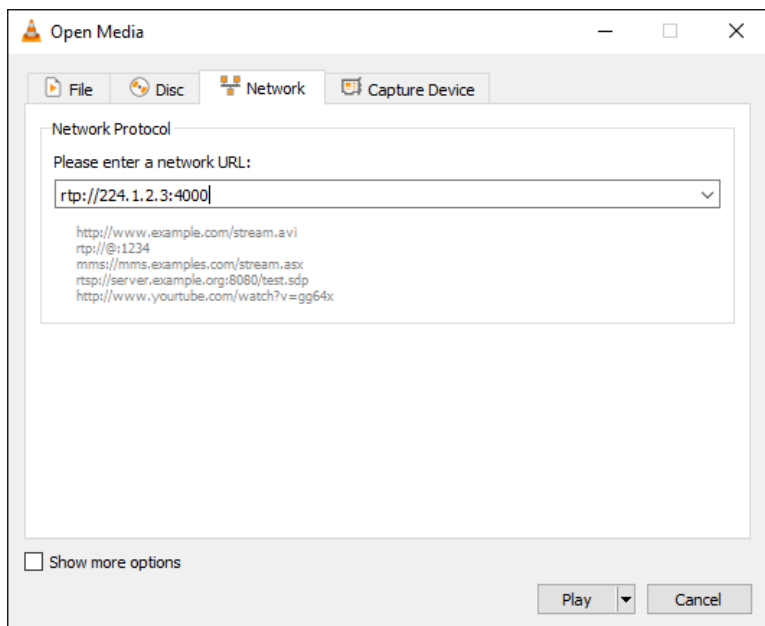 Open Media
File
Disc
Network
Capture Device
Network Protocol
Please enter a network URL:
rtp://224.1.2.3:4000
http://www.example.com/stream.avi
rtp://@:1234
mms://mms.examples.com/stream.asx
rtsp://server.example.org:8080/test.sdp
http://www.yourtube.com/watch?v=gg64x
Show more options
Play
Cancel